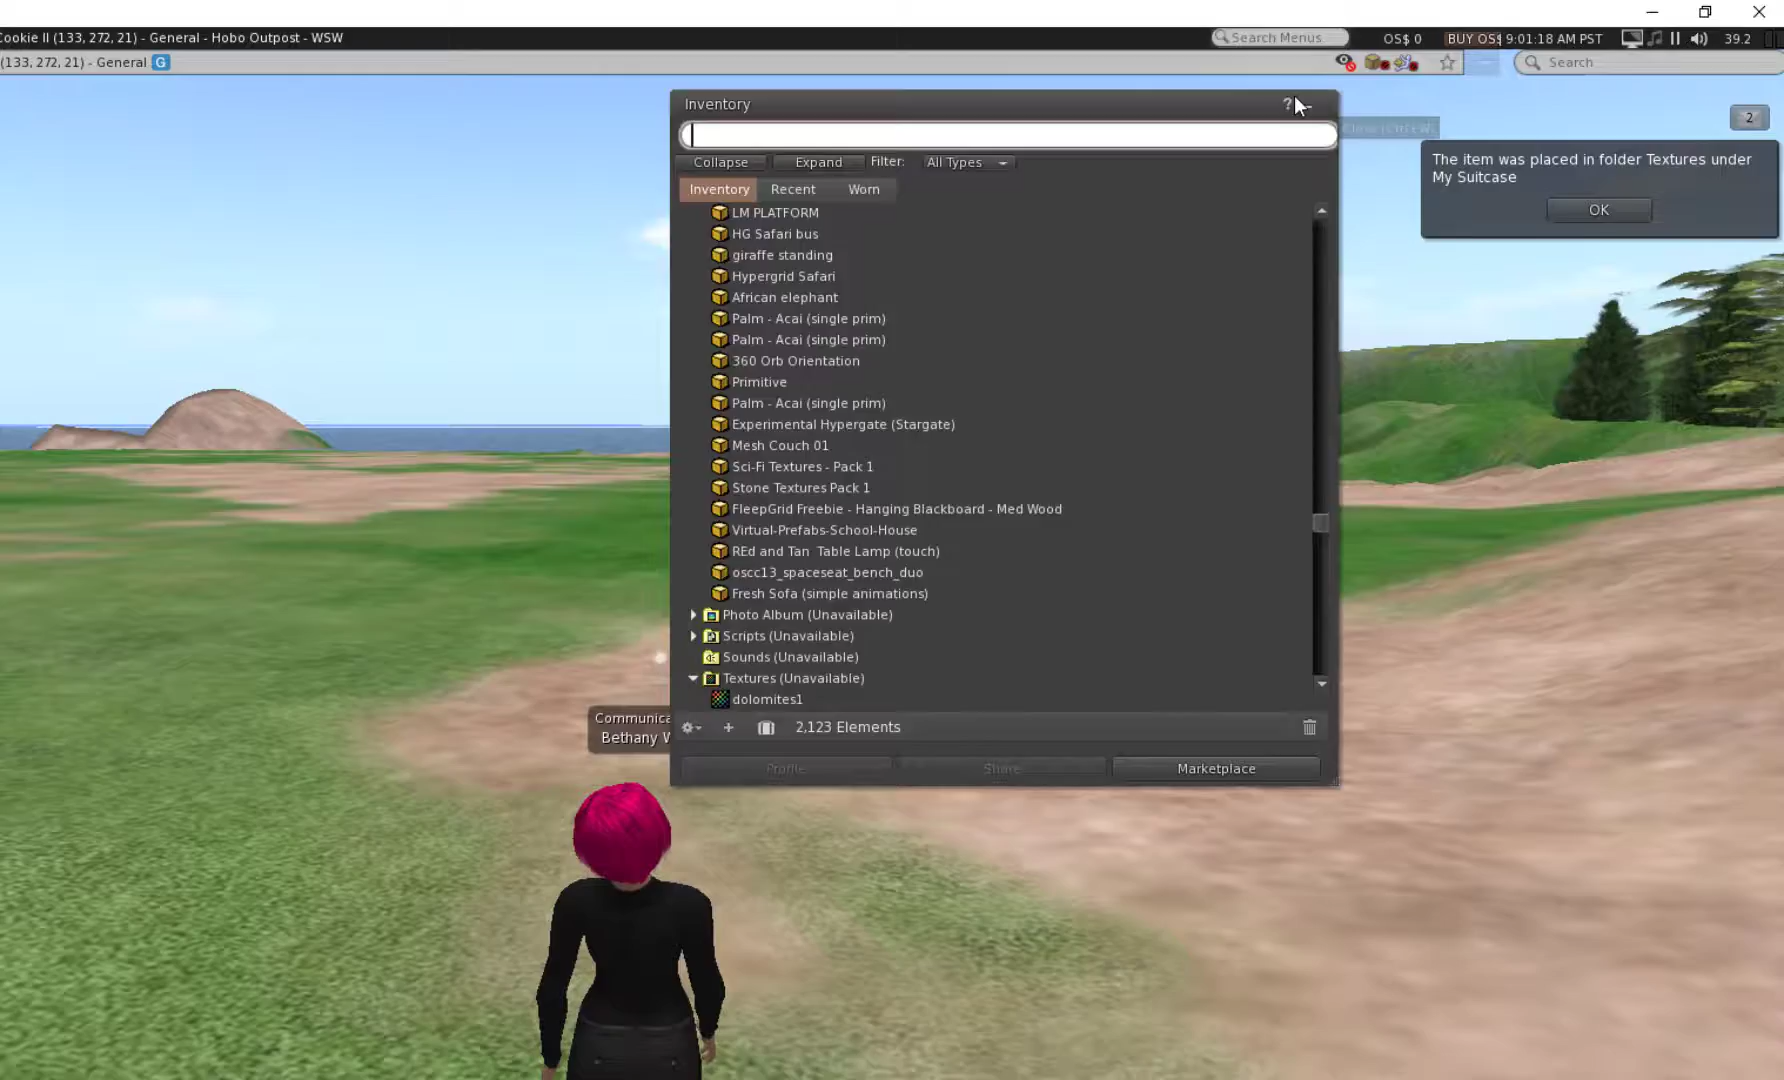 Cookie II (133, 272, 21) - General - Hobo Outpost - WSW
Search Menus
OS$ 0
BUY OS$
9:01:18 AM PST
39.2
(133, 272, 21) - General G
Search
Inventory
?
2
The item was placed in folder Textures under
My Suitcase
OK
Collapse
Expand
Filter:
All Types
Inventory
Recent
Worn
LM PLATFORM
HG Safari bus
giraffe standing
Hypergrid Safari
African elephant
Palm - Acai (single prim)
Palm - Acai (single prim)
360 Orb Orientation
Primitive
Palm - Acai (single prim)
Experimental Hypergate (Stargate)
Mesh Couch 01
Sci-Fi Textures - Pack 1
Stone Textures Pack 1
FleepGrid Freebie - Hanging Blackboard - Med Wood
Virtual-Prefabs-School-House
REd and Tan  Table Lamp (touch)
oscc13_spaceseat_bench_duo
Fresh Sofa (simple animations)
Photo Album (Unavailable)
Scripts (Unavailable)
Sounds (Unavailable)
Textures (Unavailable)
dolomites1
Communica
Bethany W
2,123 Elements
Profile
Share
Marketplace